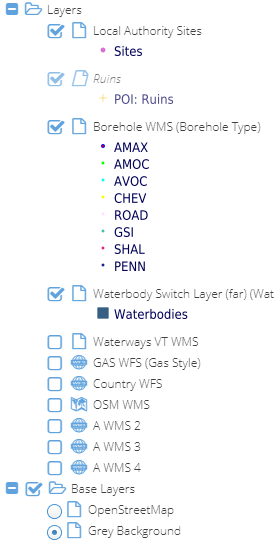 Layers
Local Authority Sites
Sites
Ruins
POI: Ruins
Borehole WMS (Borehole Type)
AMAX
AMOC
AVOC
CHEV
ROAD
GSI
SHAL
PENN
Waterbody Switch Layer (far) (Wat
Waterbodies
Waterways VT WMS
GAS WFS (Gas Style)
Country WFS
OSM WMS
A WMS 2
A WMS 3
A WMS 4
Base Layers
OpenStreetMap
Grey Background